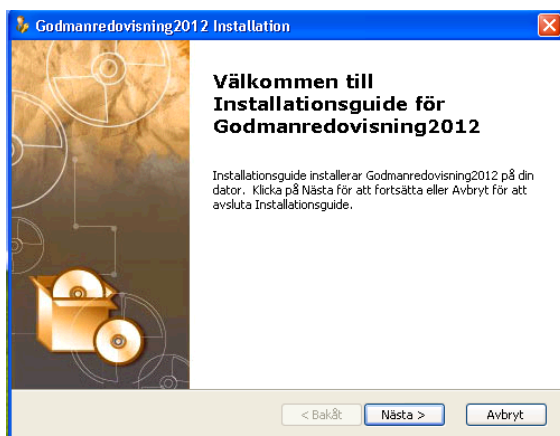 Godmanredovisning2012 Installation
Välkommen till
Installationsguide för
Godmanredovisning2012
Installationsguide installerar Godmanredovisning2012 på din
dator. Klicka på Nästa för att fortsätta eller Avbryt för att
avsluta Installationsguide.
< Bakåt
Nästa >
Avbryt